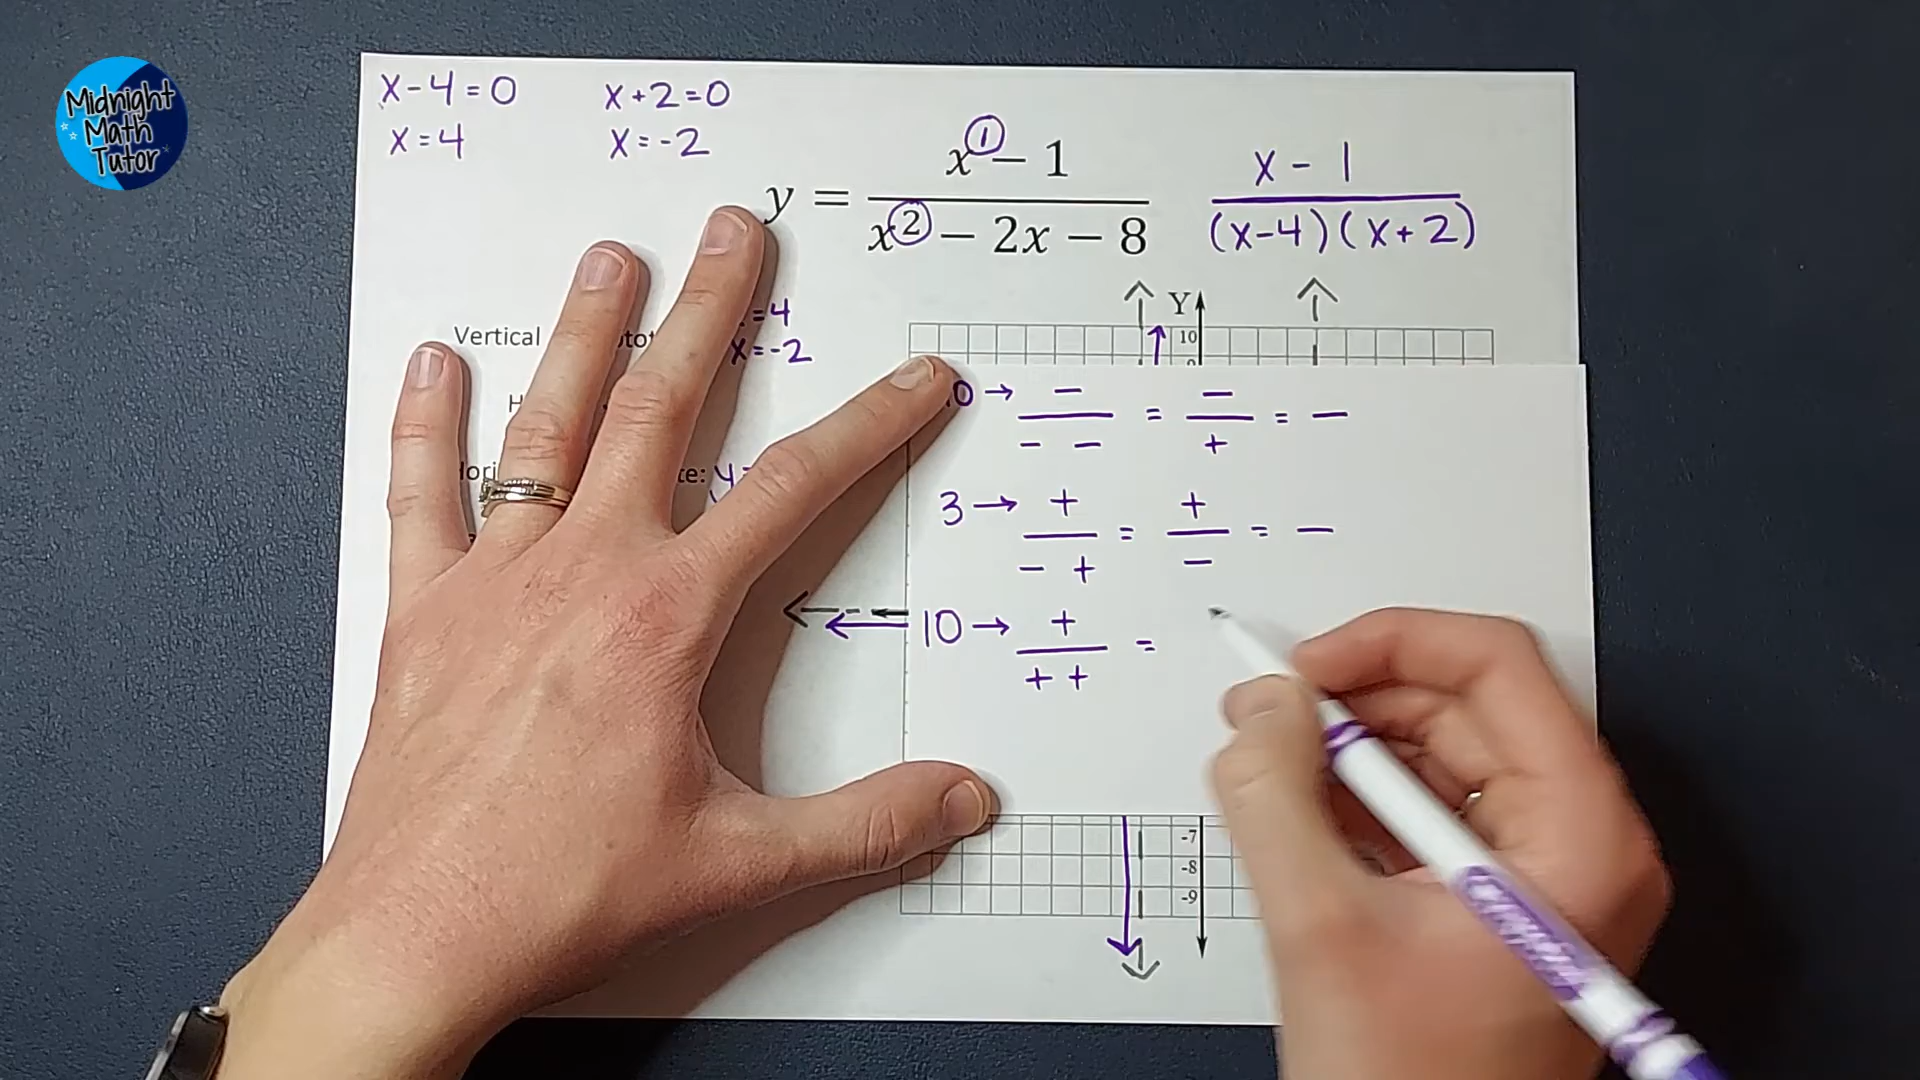 Midnight
Math
Tutor
x-4=0
x=4
x+2=0
x=-2
y = x① - 1 / x② - 2x - 8
x - 1 / (x-4)(x+2)
Vertical
=4
x=-2
Y
10
te: y=
0 → - / - - = - / + = -
3 → + / - + = + / - = -
10 → + / + + =
-7
-8
-9